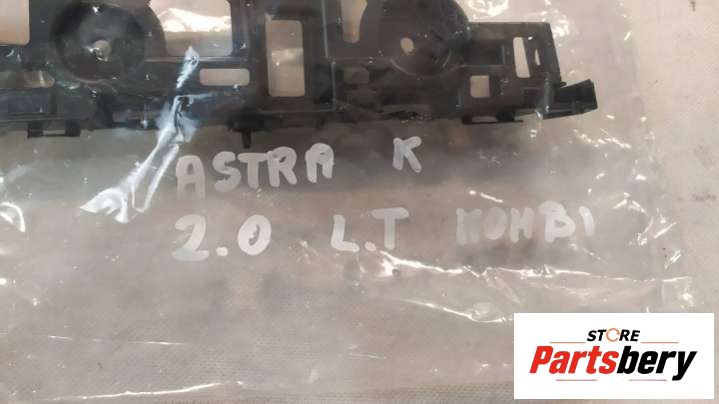 ASTRA K
2.0 L.T KOMBI
STORE
Partsbery